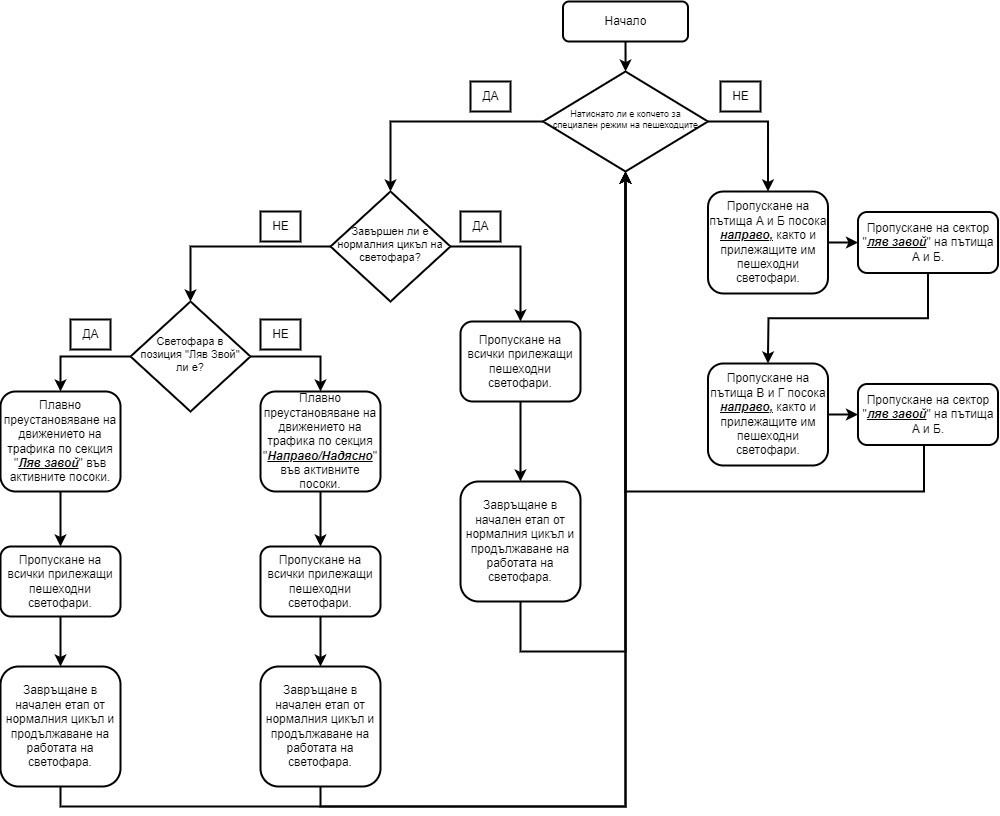 Начало
Натиснато ли е копчето за
специален режим на пешеходците
ДА
НЕ
Завършен ли е
нормалния цикъл на
светофара?
НЕ
ДА
Пропускане на
пътища А и Б посока
направо, както и
прилежащите им
пешеходни
светофари.
Пропускане на сектор
"ляв завой" на пътища
А и Б.
Светофара в
позиция "Ляв Звой"
ли е?
ДА
НЕ
Пропускане на
всички прилежащи
пешеходни
светофари.
Пропускане на
пътища В и Г посока
направо, както и
прилежащите им
пешеходни
светофари.
Пропускане на сектор
"ляв завой" на пътища
А и Б.
Плавно
преустановяване на
движението на
трафика по секция
"Ляв завой" във
активните посоки.
Плавно
преустановяване на
движението на
трафика по секция
"Направо/Надясно"
във активните
посоки.
Завръщане в
начален етап от
нормалния цикъл и
продължаване на
работата на
светофара.
Пропускане на
всички прилежащи
пешеходни
светофари.
Пропускане на
всички прилежащи
пешеходни
светофари.
Завръщане в
начален етап от
нормалния цикъл и
продължаване на
работата на
светофара.
Завръщане в
начален етап от
нормалния цикъл и
продължаване на
работата на
светофара.